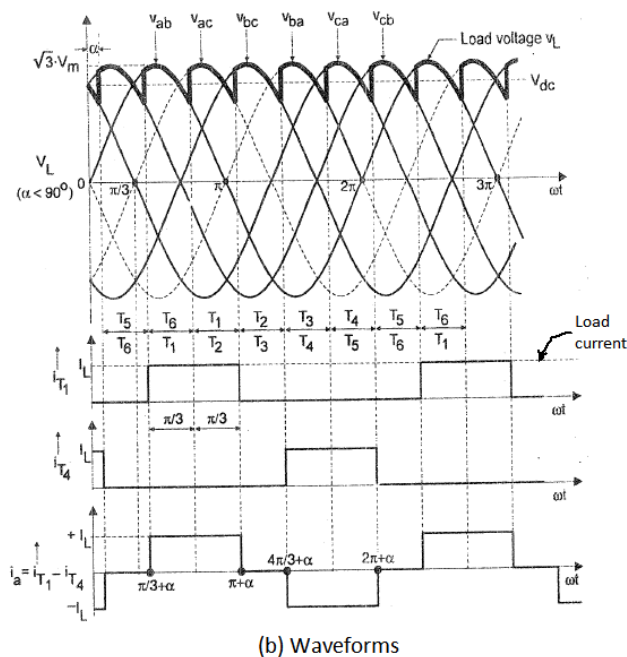 v_ab v_ac v_bc v_ba v_ca v_cb
α
Load voltage v_L
√3·V_m
V_dc
V_L
(α < 90°)
0 π/3 π 2π 3π ωt
T5 T6 T1 T2 T3 T4 T5 T6
T6 T1 T2 T3 T4 T5 T6 T1
Load
current
I_L
i_T1
ωt
π/3 π/3
I_L
i_T4
ωt
+ I_L
4π/3+α 2π+α
i_a = i_T1 – i_T4
π/3+α π+α
ωt
–I_L
(b) Waveforms